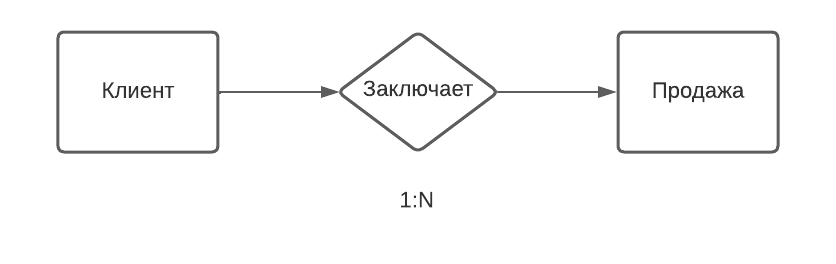 Клиент
Заключает
Продажа
1:N